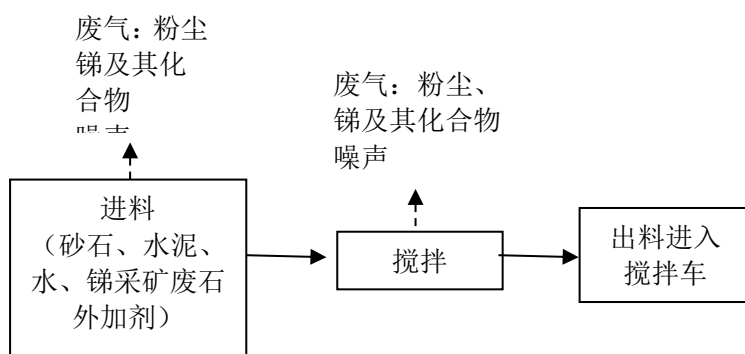 废气：粉尘
锑及其化
合物
噪声
废气：粉尘、
锑及其化合物
噪声
进料
（砂石、水泥、
水、锑采矿废石
外加剂）
搅拌
出料进入
搅拌车